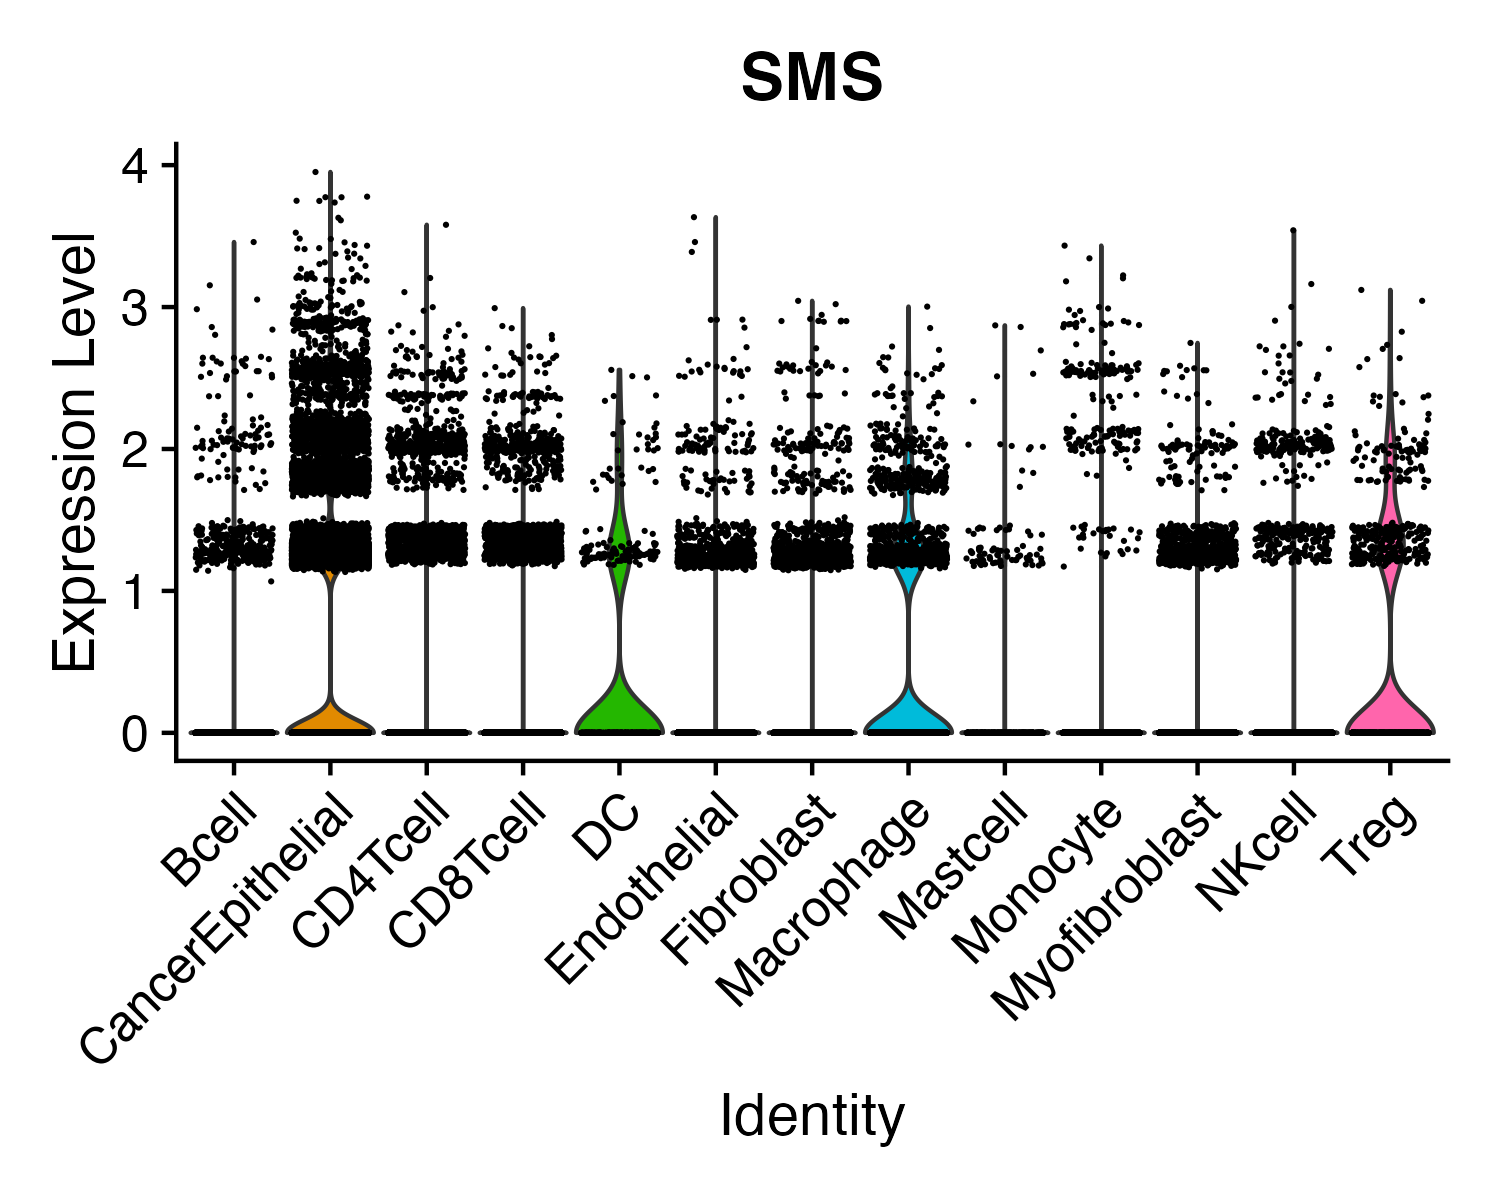 SMS
Expression Level
4
3
2
1
0
Bcell
CancerEpithelial
CD4Tcell
CD8Tcell
DC
Endothelial
Fibroblast
Macrophage
Mastcell
Monocyte
Myofibroblast
NKcell
Treg
Identity